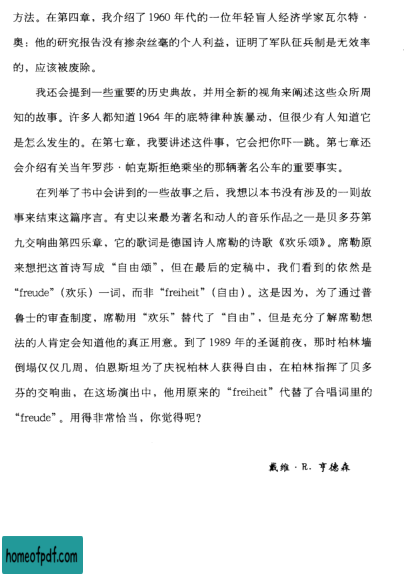 方法。在第四章，我介绍了 1960 年代的一位年轻盲人经济学家瓦尔特·
奥；他的研究报告没有掺杂丝毫的个人利益，证明了军队征兵制是无效率
的，应该被废除。
我还会提到一些重要的历史典故，并用全新的视角来阐述这些众所周
知的故事。许多人都知道 1964 年的底特律种族暴动，但很少有人知道它
是怎么发生的。在第七章，我要讲述这件事，它会把你吓一跳。第七章还
会介绍有关当年罗莎·帕克斯拒绝乘坐的那辆著名公车的重要事实。
在列举了书中会讲到的一些故事之后，我想以本书没有涉及的一则故
事来结束这篇序言。有史以来最为著名和动人的音乐作品之一是贝多芬第
九交响曲第四乐章，它的歌词是德国诗人席勒的诗歌《欢乐颂》。席勒原
来想把这首诗写成“自由颂”，但在最后的定稿中，我们看到的依然是
“freude”（欢乐）一词，而非“freiheit”（自由）。这是因为，为了通过普
鲁士的审查制度，席勒用“欢乐”替代了“自由”，但是充分了解席勒想
法的人肯定会知道他的真正用意。到了 1989 年的圣诞前夜，那时柏林墙
倒塌仅仅几周，伯恩斯坦为了庆祝柏林人获得自由，在柏林指挥了贝多
芬的交响曲，在这场演出中，他用原来的“freiheit”代替了合唱词里的
“freude”。用得非常恰当，你觉得呢？
戴维·R. 亨德森
homeofpdf.com